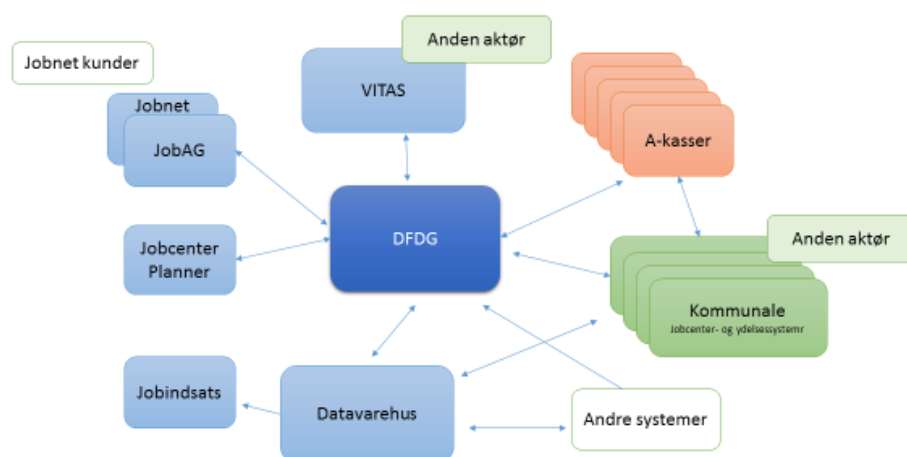 Anden aktør
Jobnet kunder
VITAS
Jobnet
JobAG
A-kasser
DFDG
Anden aktør
Jobcenter
Planner
Kommunale
Jobcenter- og ydelsessystemr
Jobindsats
Datavarehus
Andre systemer